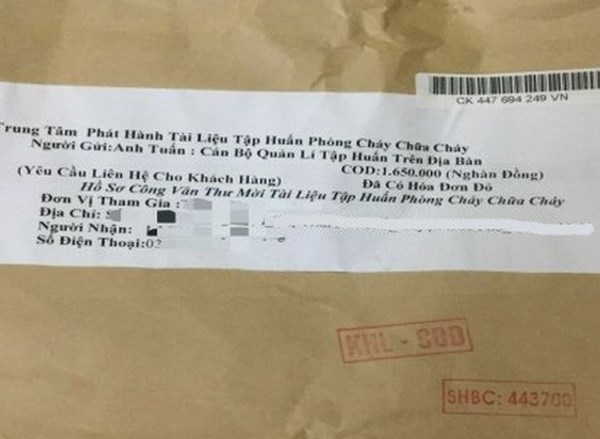 CK 447 694 249 VN
Trung Tâm Phát Hành Tài Liệu Tập Huấn Phòng Cháy Chữa Cháy
Người Gửi:Anh Tuấn : Cán Bộ Quản Lí Tập Huấn Trên Địa Bàn
COD:1.650.000 (Nghàn Đồng)
(Yêu Cầu Liên Hệ Cho Khách Hàng)
Đã Có Hóa Đơn Đỏ
Hồ Sơ Công Văn Thư Mời Tài Liệu Tập Huấn Phòng Cháy Chữa Cháy
Đơn Vị Tham Gia :
Địa Chỉ:
Người Nhận:
Số Điện Thoại:03
KHL - COD
SHBC: 443700